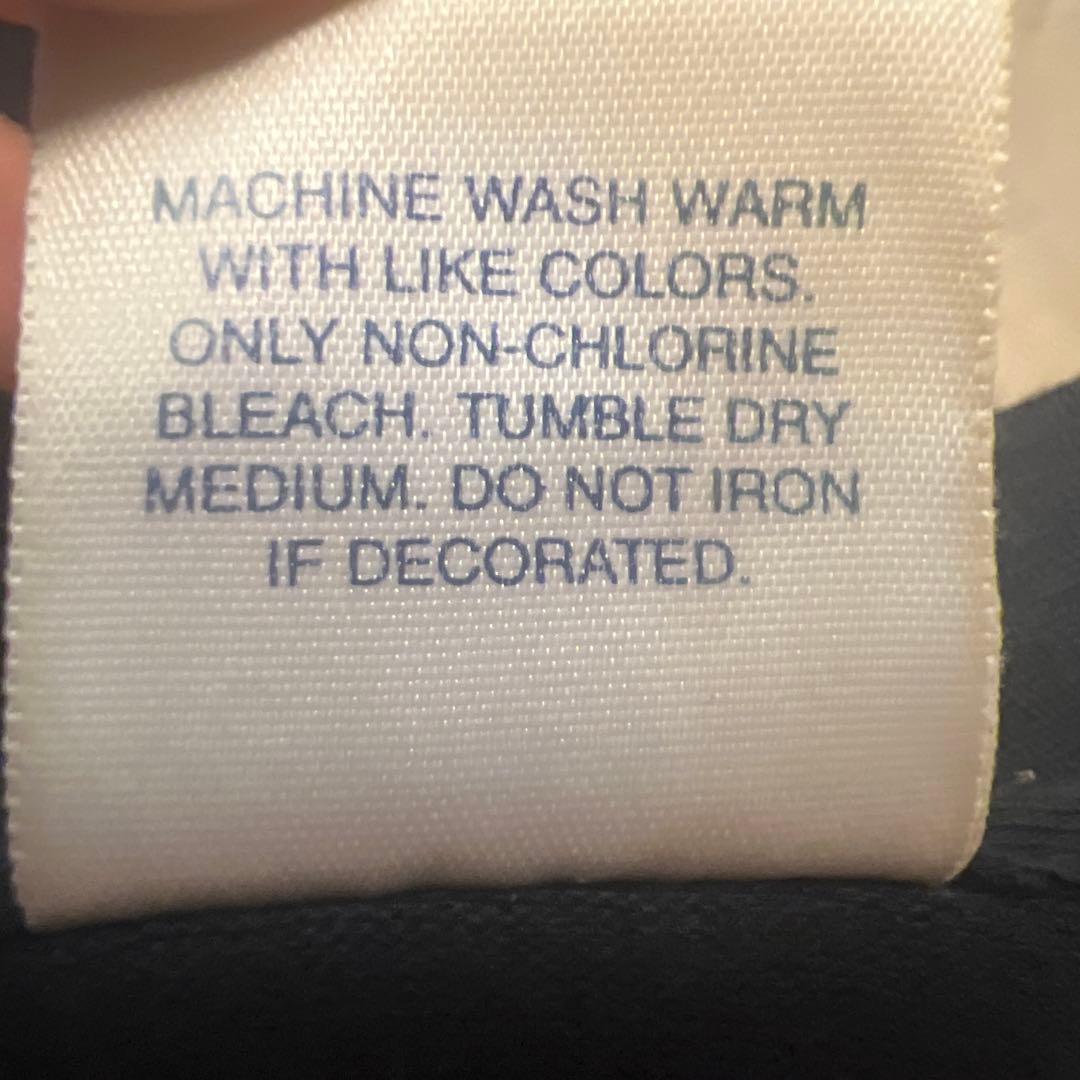 MACHINE WASH WARM
WITH LIKE COLORS.
ONLY NON-CHLORINE
BLEACH. TUMBLE DRY
MEDIUM. DO NOT IRON
IF DECORATED.